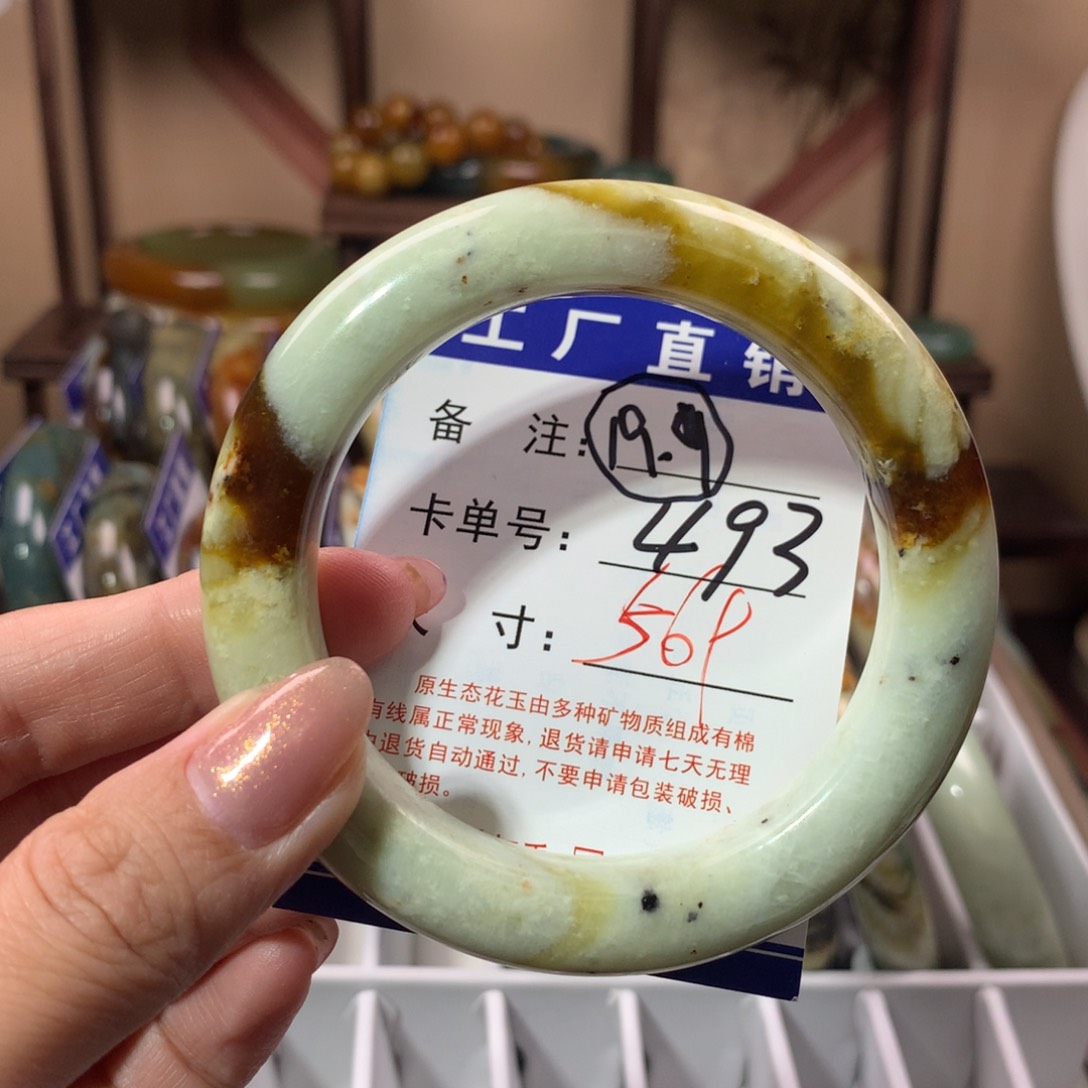 工厂直销
备 注: 19.9
卡单号: 493
寸: 56
原生态花玉由多种矿物质组成有棉
有线属正常现象,退货请申请七天无理
退货自动通过,不要申请包装破损、
破损。